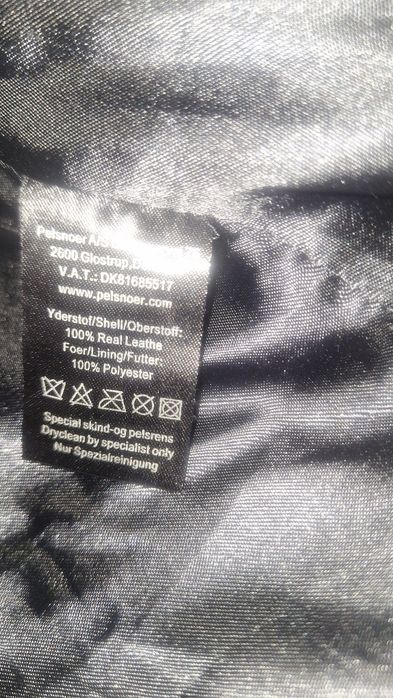 Pelsnoer A/S
2600 Glostrup,
V.A.T.: DK81685517
www.pelsnoer.com
Yderstof/Shell/Oberstoff:
100% Real Leathe
Foer/Lining/Futter:
100% Polyester
Special skind-og pelsrens
Dryclean by specialist only
Nur Spezialreinigung